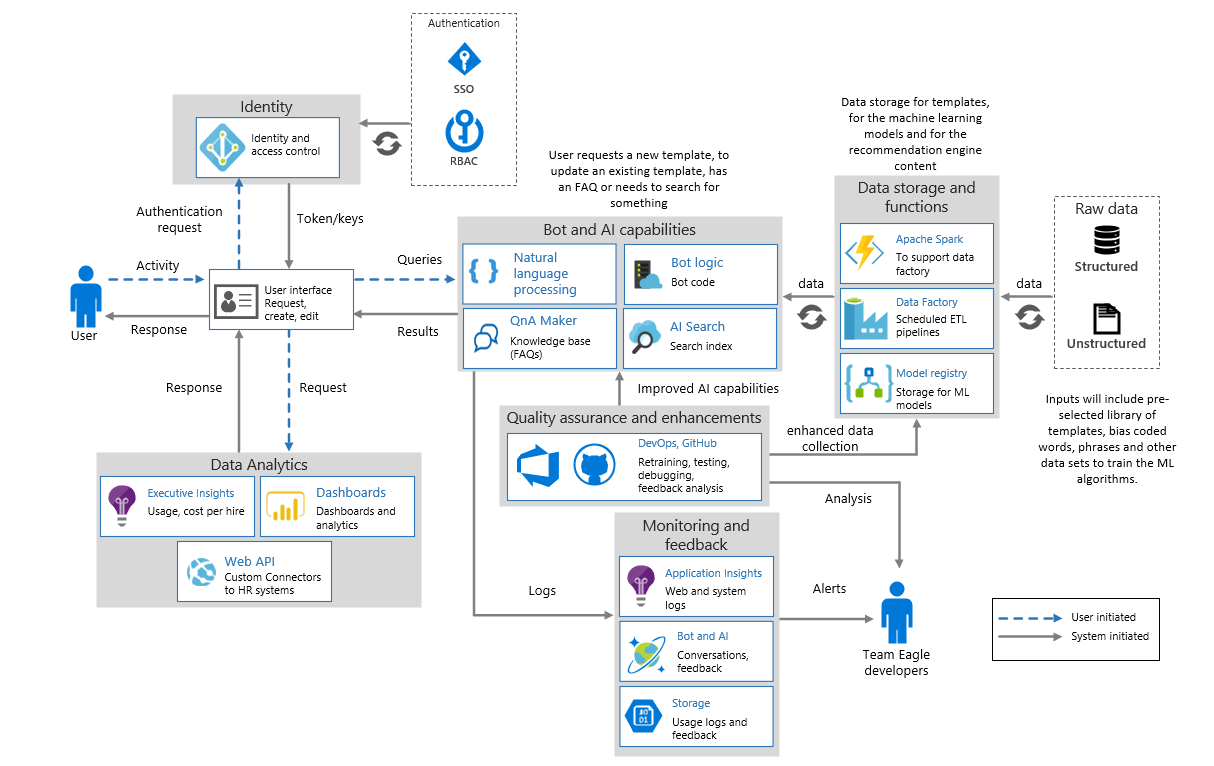 Authentication
SSO
RBAC
Identity
Identity and
access control
Authentication
request
Token/keys
User
Activity
Response
User interface
Request,
create, edit
Queries
Results
Response
Request
User requests a new template, to
update an existing template, has
an FAQ or needs to search for
something
Bot and AI capabilities
Natural
language
processing
Bot logic
Bot code
QnA Maker
Knowledge base
(FAQs)
AI Search
Search index
Data storage for templates,
for the machine learning
models and for the
recommendation engine
content
Data storage and
functions
Apache Spark
To support data
factory
Data Factory
Scheduled ETL
pipelines
Model registry
Storage for ML
models
data
data
Raw data
Structured
Unstructured
Inputs will include pre-
selected library of
templates, bias coded
words, phrases and other
data sets to train the ML
algorithms.
Improved AI capabilities
Quality assurance and enhancements
DevOps, GitHub
Retraining, testing,
debugging,
feedback analysis
enhanced data
collection
Analysis
Data Analytics
Executive Insights
Usage, cost per hire
Dashboards
Dashboards and
analytics
Web API
Custom Connectors
to HR systems
Logs
Monitoring and
feedback
Application Insights
Web and system
logs
Bot and AI
Conversations,
feedback
Storage
Usage logs and
feedback
Alerts
Team Eagle
developers
User initiated
System initiated